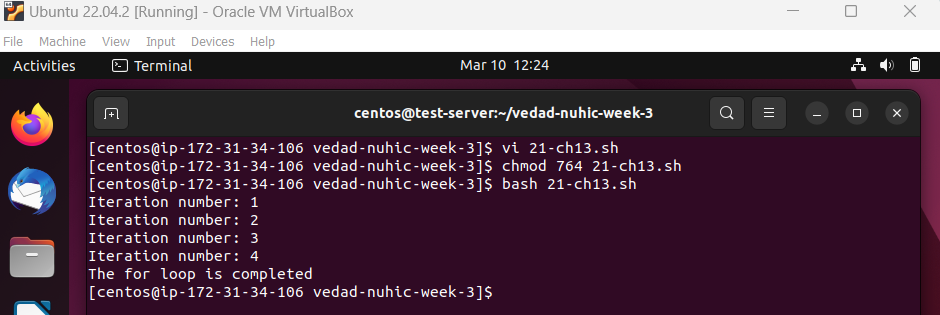 Ubuntu 22.04.2 [Running] - Oracle VM VirtualBox
File Machine View Input Devices Help
Activities Terminal Mar 10 12:24
centos@test-server:~/vedad-nuhic-week-3
[centos@ip-172-31-34-106 vedad-nuhic-week-3]$ vi 21-ch13.sh
[centos@ip-172-31-34-106 vedad-nuhic-week-3]$ chmod 764 21-ch13.sh
[centos@ip-172-31-34-106 vedad-nuhic-week-3]$ bash 21-ch13.sh
Iteration number: 1
Iteration number: 2
Iteration number: 3
Iteration number: 4
The for loop is completed
[centos@ip-172-31-34-106 vedad-nuhic-week-3]$